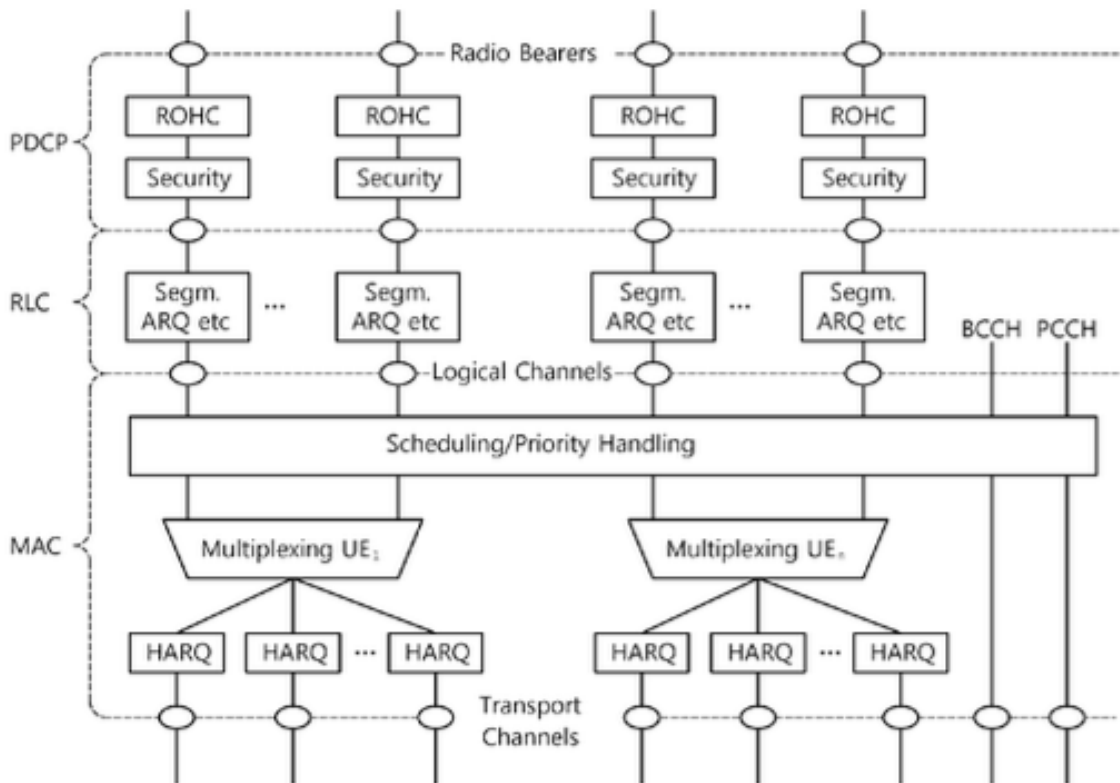 Radio Bearers
ROHC ROHC ROHC ROHC
PDCP
Security Security Security Security
Segm. ARQ etc ... Segm. ARQ etc Segm. ARQ etc ... Segm. ARQ etc
RLC
BCCH PCCH
Logical Channels
Scheduling/Priority Handling
MAC
Multiplexing UE₁ Multiplexing UEₙ
HARQ HARQ ... HARQ HARQ HARQ ... HARQ
Transport
Channels